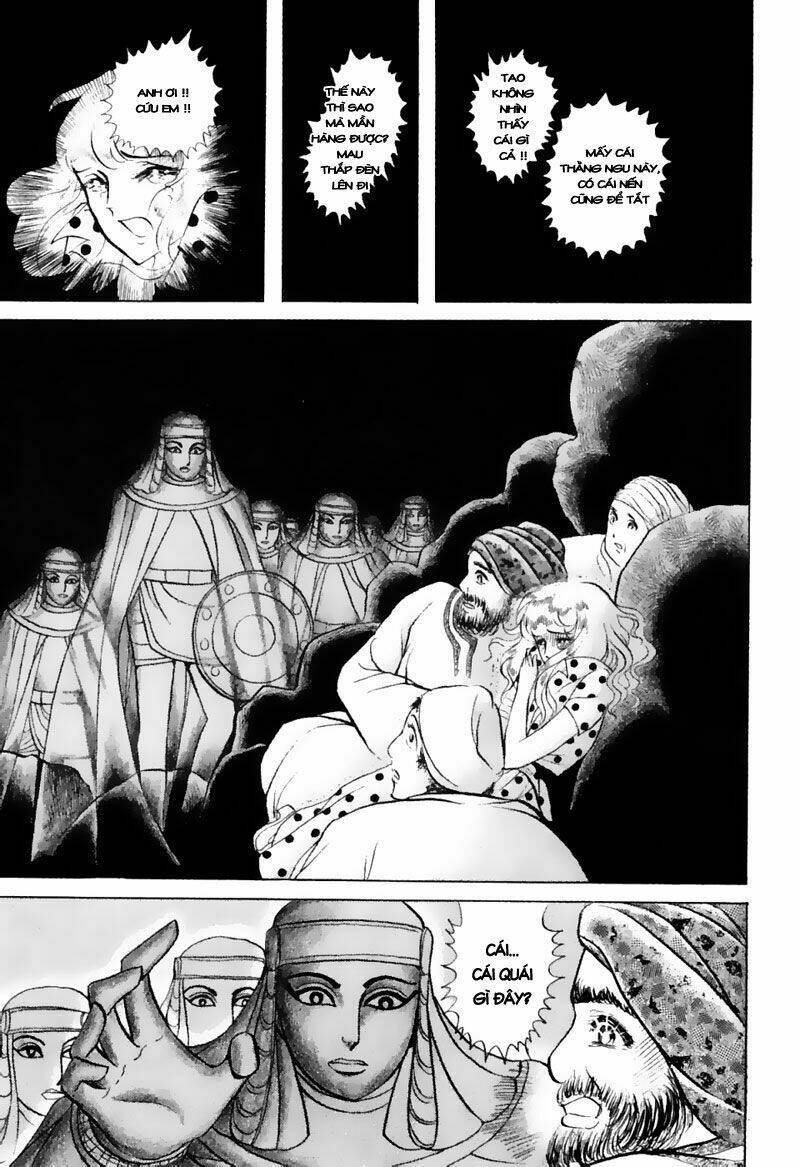 MẤY CÁI
THẰNG NGU NÀY,
CÓ CÁI NẾN
CŨNG ĐỂ TẮT
TAO
KHÔNG
NHÌN
THẤY
CÁI GÌ
CẢ !!
THẾ NÀY
THÌ SAO
MÀ MẦN
HÀNG ĐƯỢC?
MAU
THẮP ĐÈN
LÊN ĐI
ANH ƠI !!
CỨU EM !!
CÁI...
CÁI QUÁI
GÌ ĐÂY?